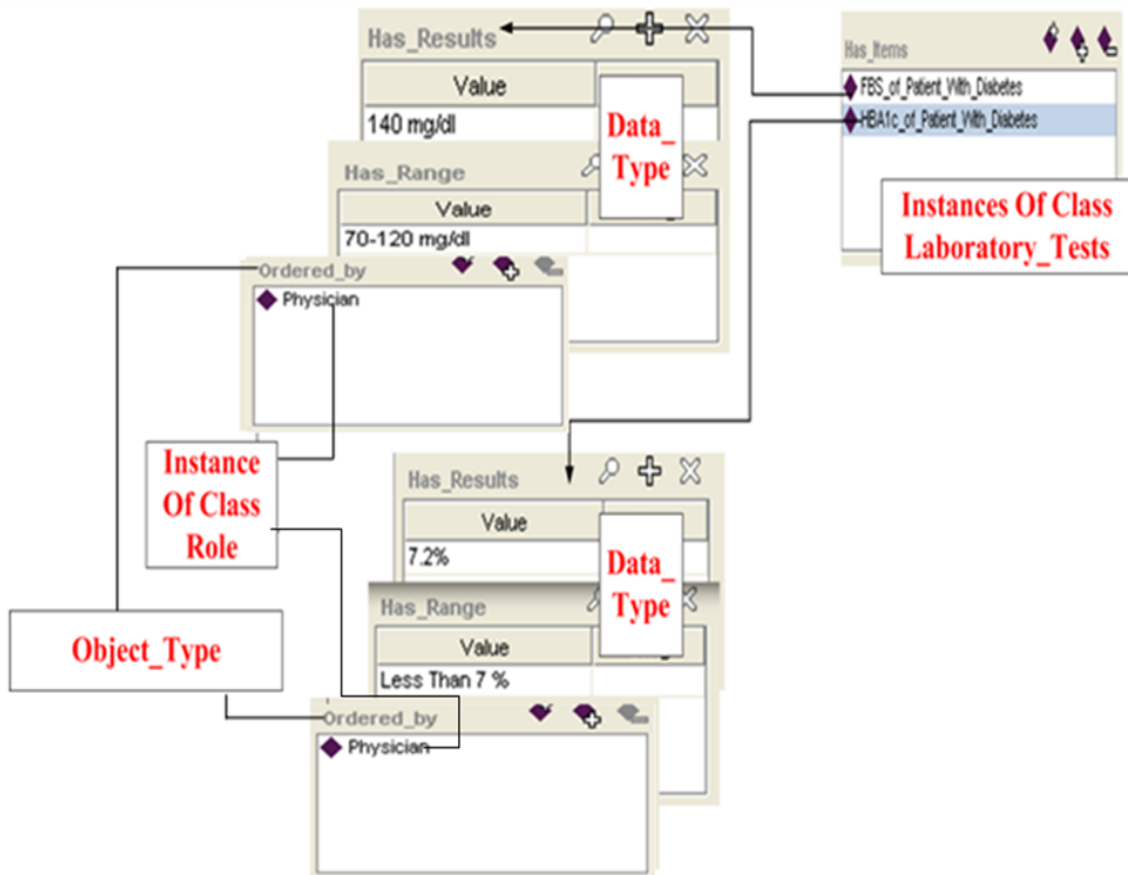 Has_Results
Value
140 mg/dl
Data_
Type
Has_Range
Value
70-120 mg/dl
Ordered_by
Physician
Has_Items
FBS_of_Patient_With_Diabetes
HBA1c_of_Patient_With_Diabetes
Instances Of Class
Laboratory_Tests
Instance
Of Class
Role
Object_Type
Has_Results
Value
7.2%
Data_
Type
Has_Range
Value
Less Than 7 %
Ordered_by
Physician